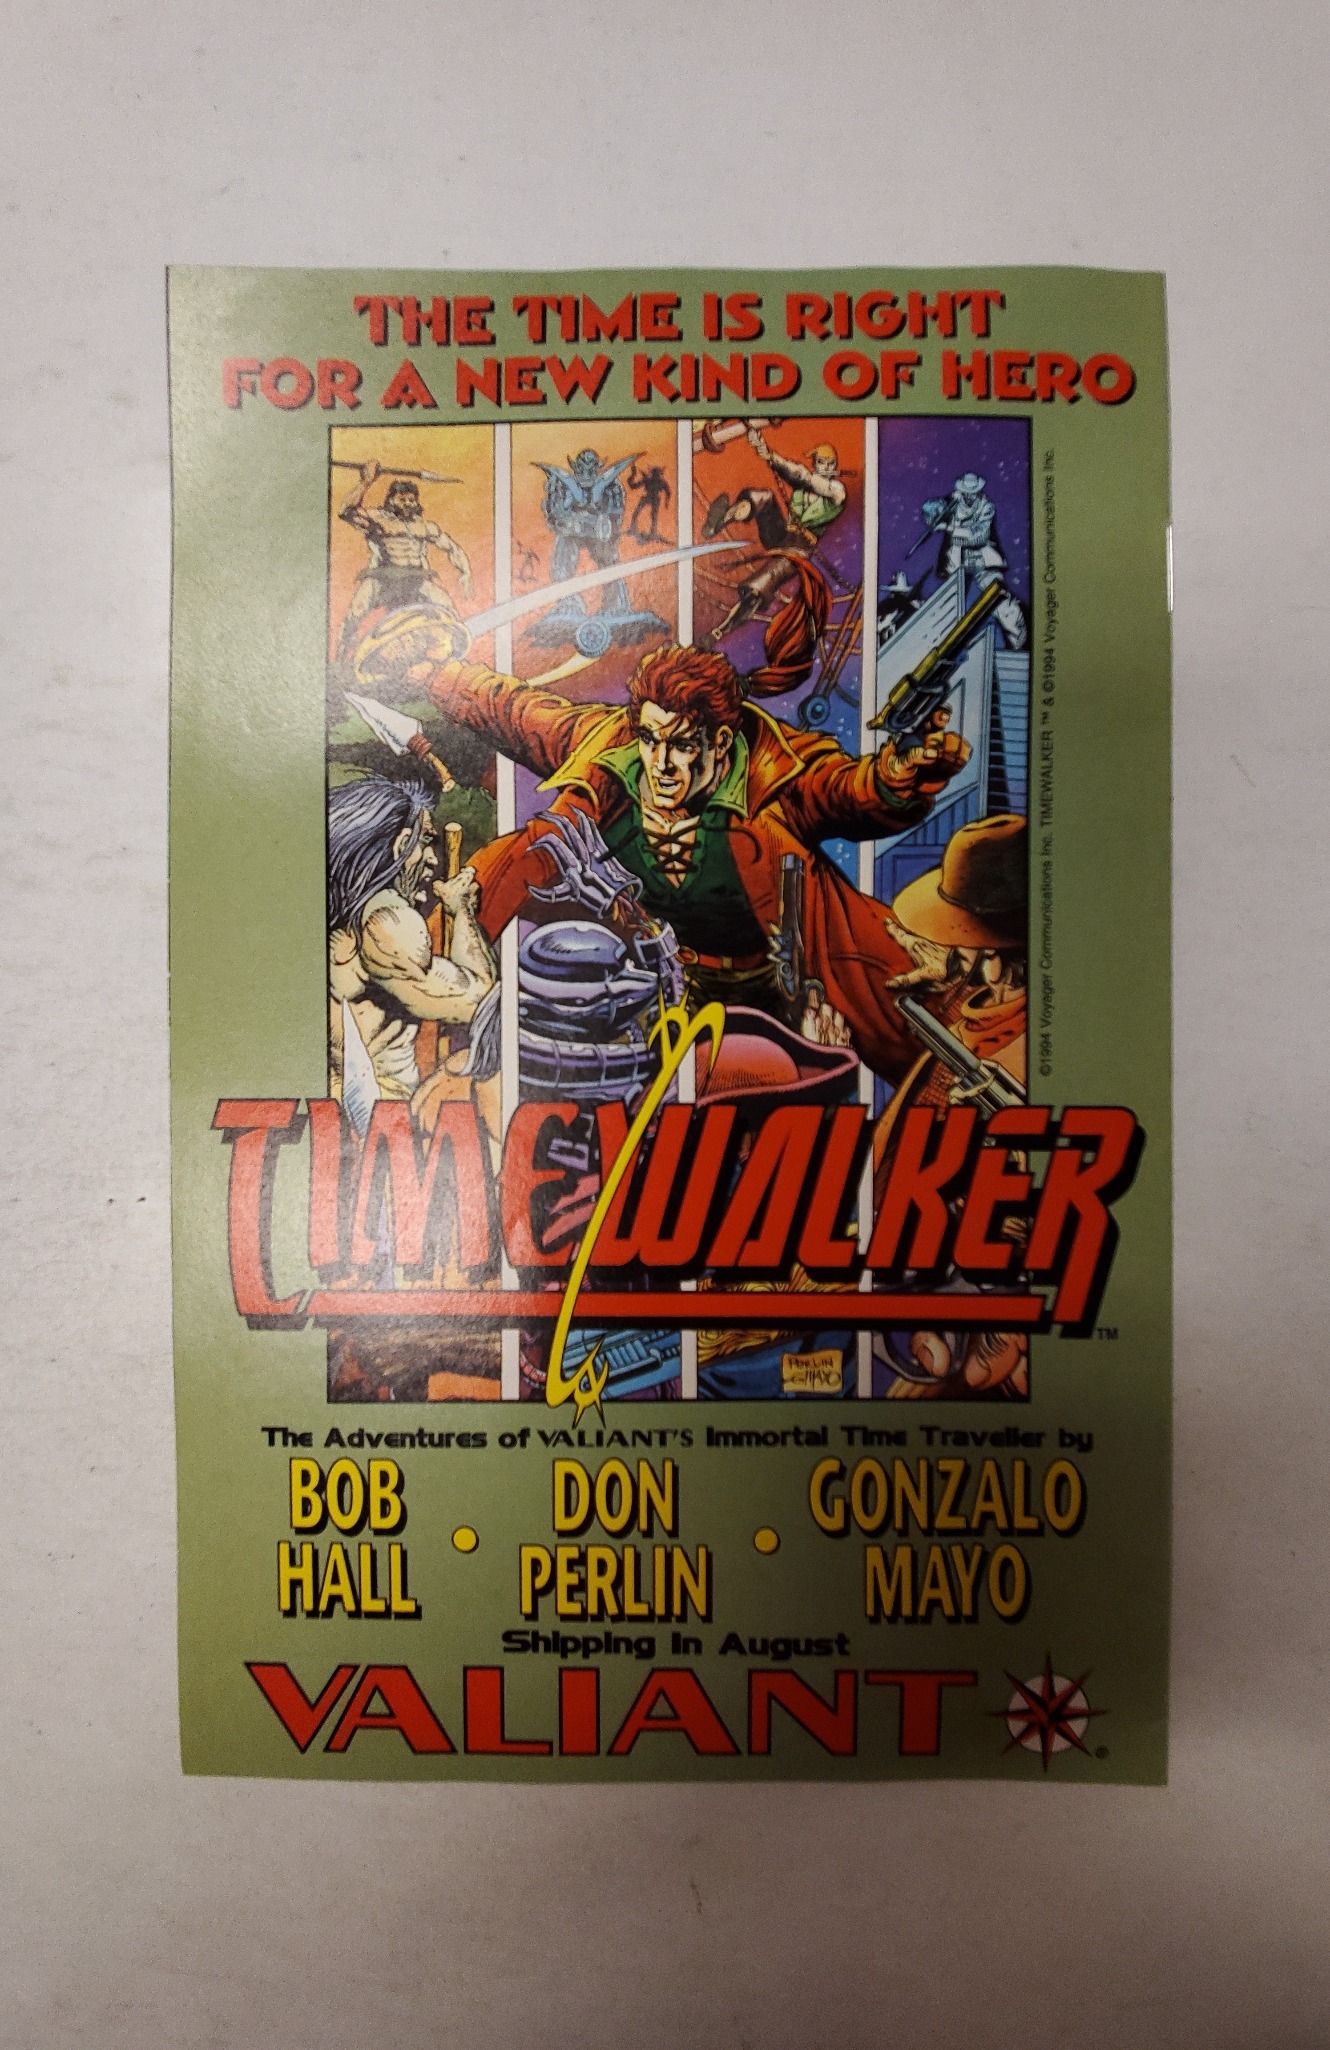 THE TIME IS RIGHT
FOR A NEW KIND OF HERO
©1994 Voyager Communications Inc. TIMEWALKER ™ & ©1994 Voyager Communications Inc.
TIMEWALKER™
PERLIN
G MAYO
The Adventures of VALIANT'S Immortal Time Traveller by
BOB HALL • DON PERLIN • GONZALO MAYO
Shipping in August
VALIANT ®